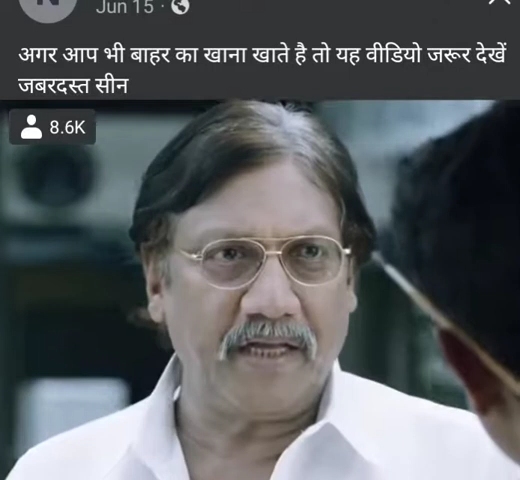 Jun 15 ·
अगर आप भी बाहर का खाना खाते है तो यह वीडियो जरूर देखें
जबरदस्त सीन
8.6K